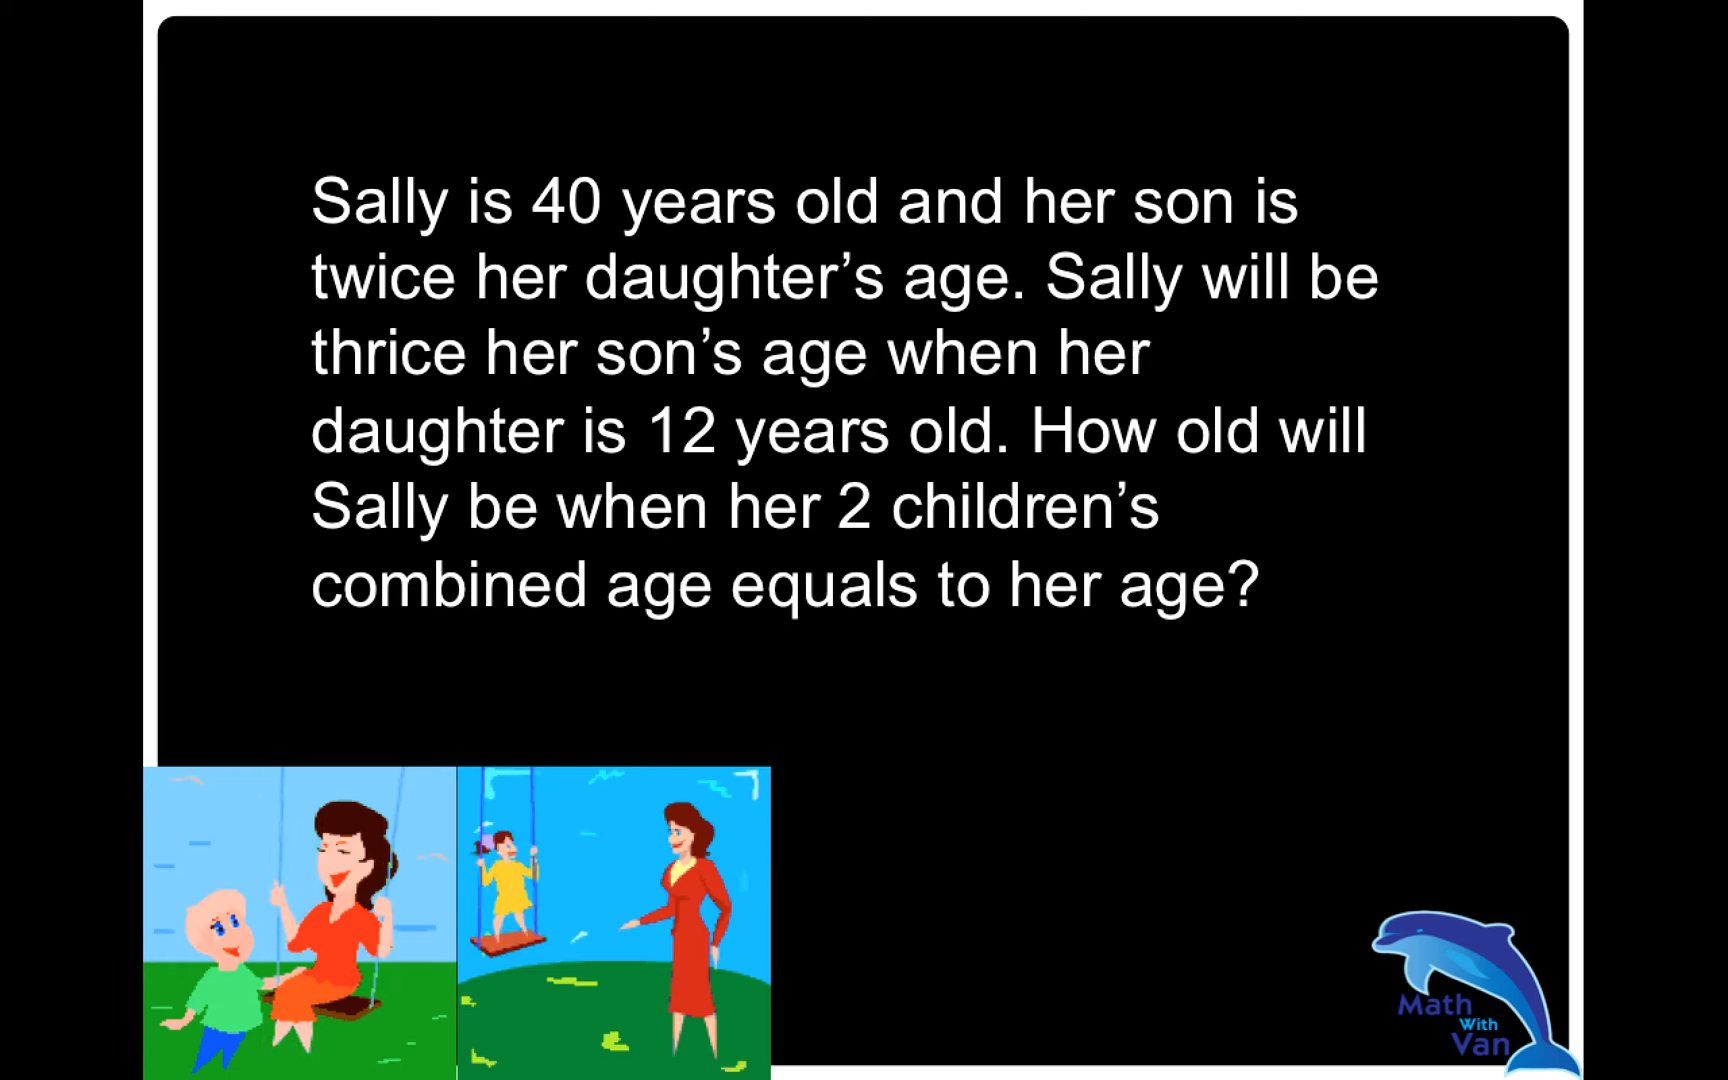 Sally is 40 years old and her son is
twice her daughter’s age. Sally will be
thrice her son’s age when her
daughter is 12 years old. How old will
Sally be when her 2 children’s
combined age equals to her age?
Math
With
Van